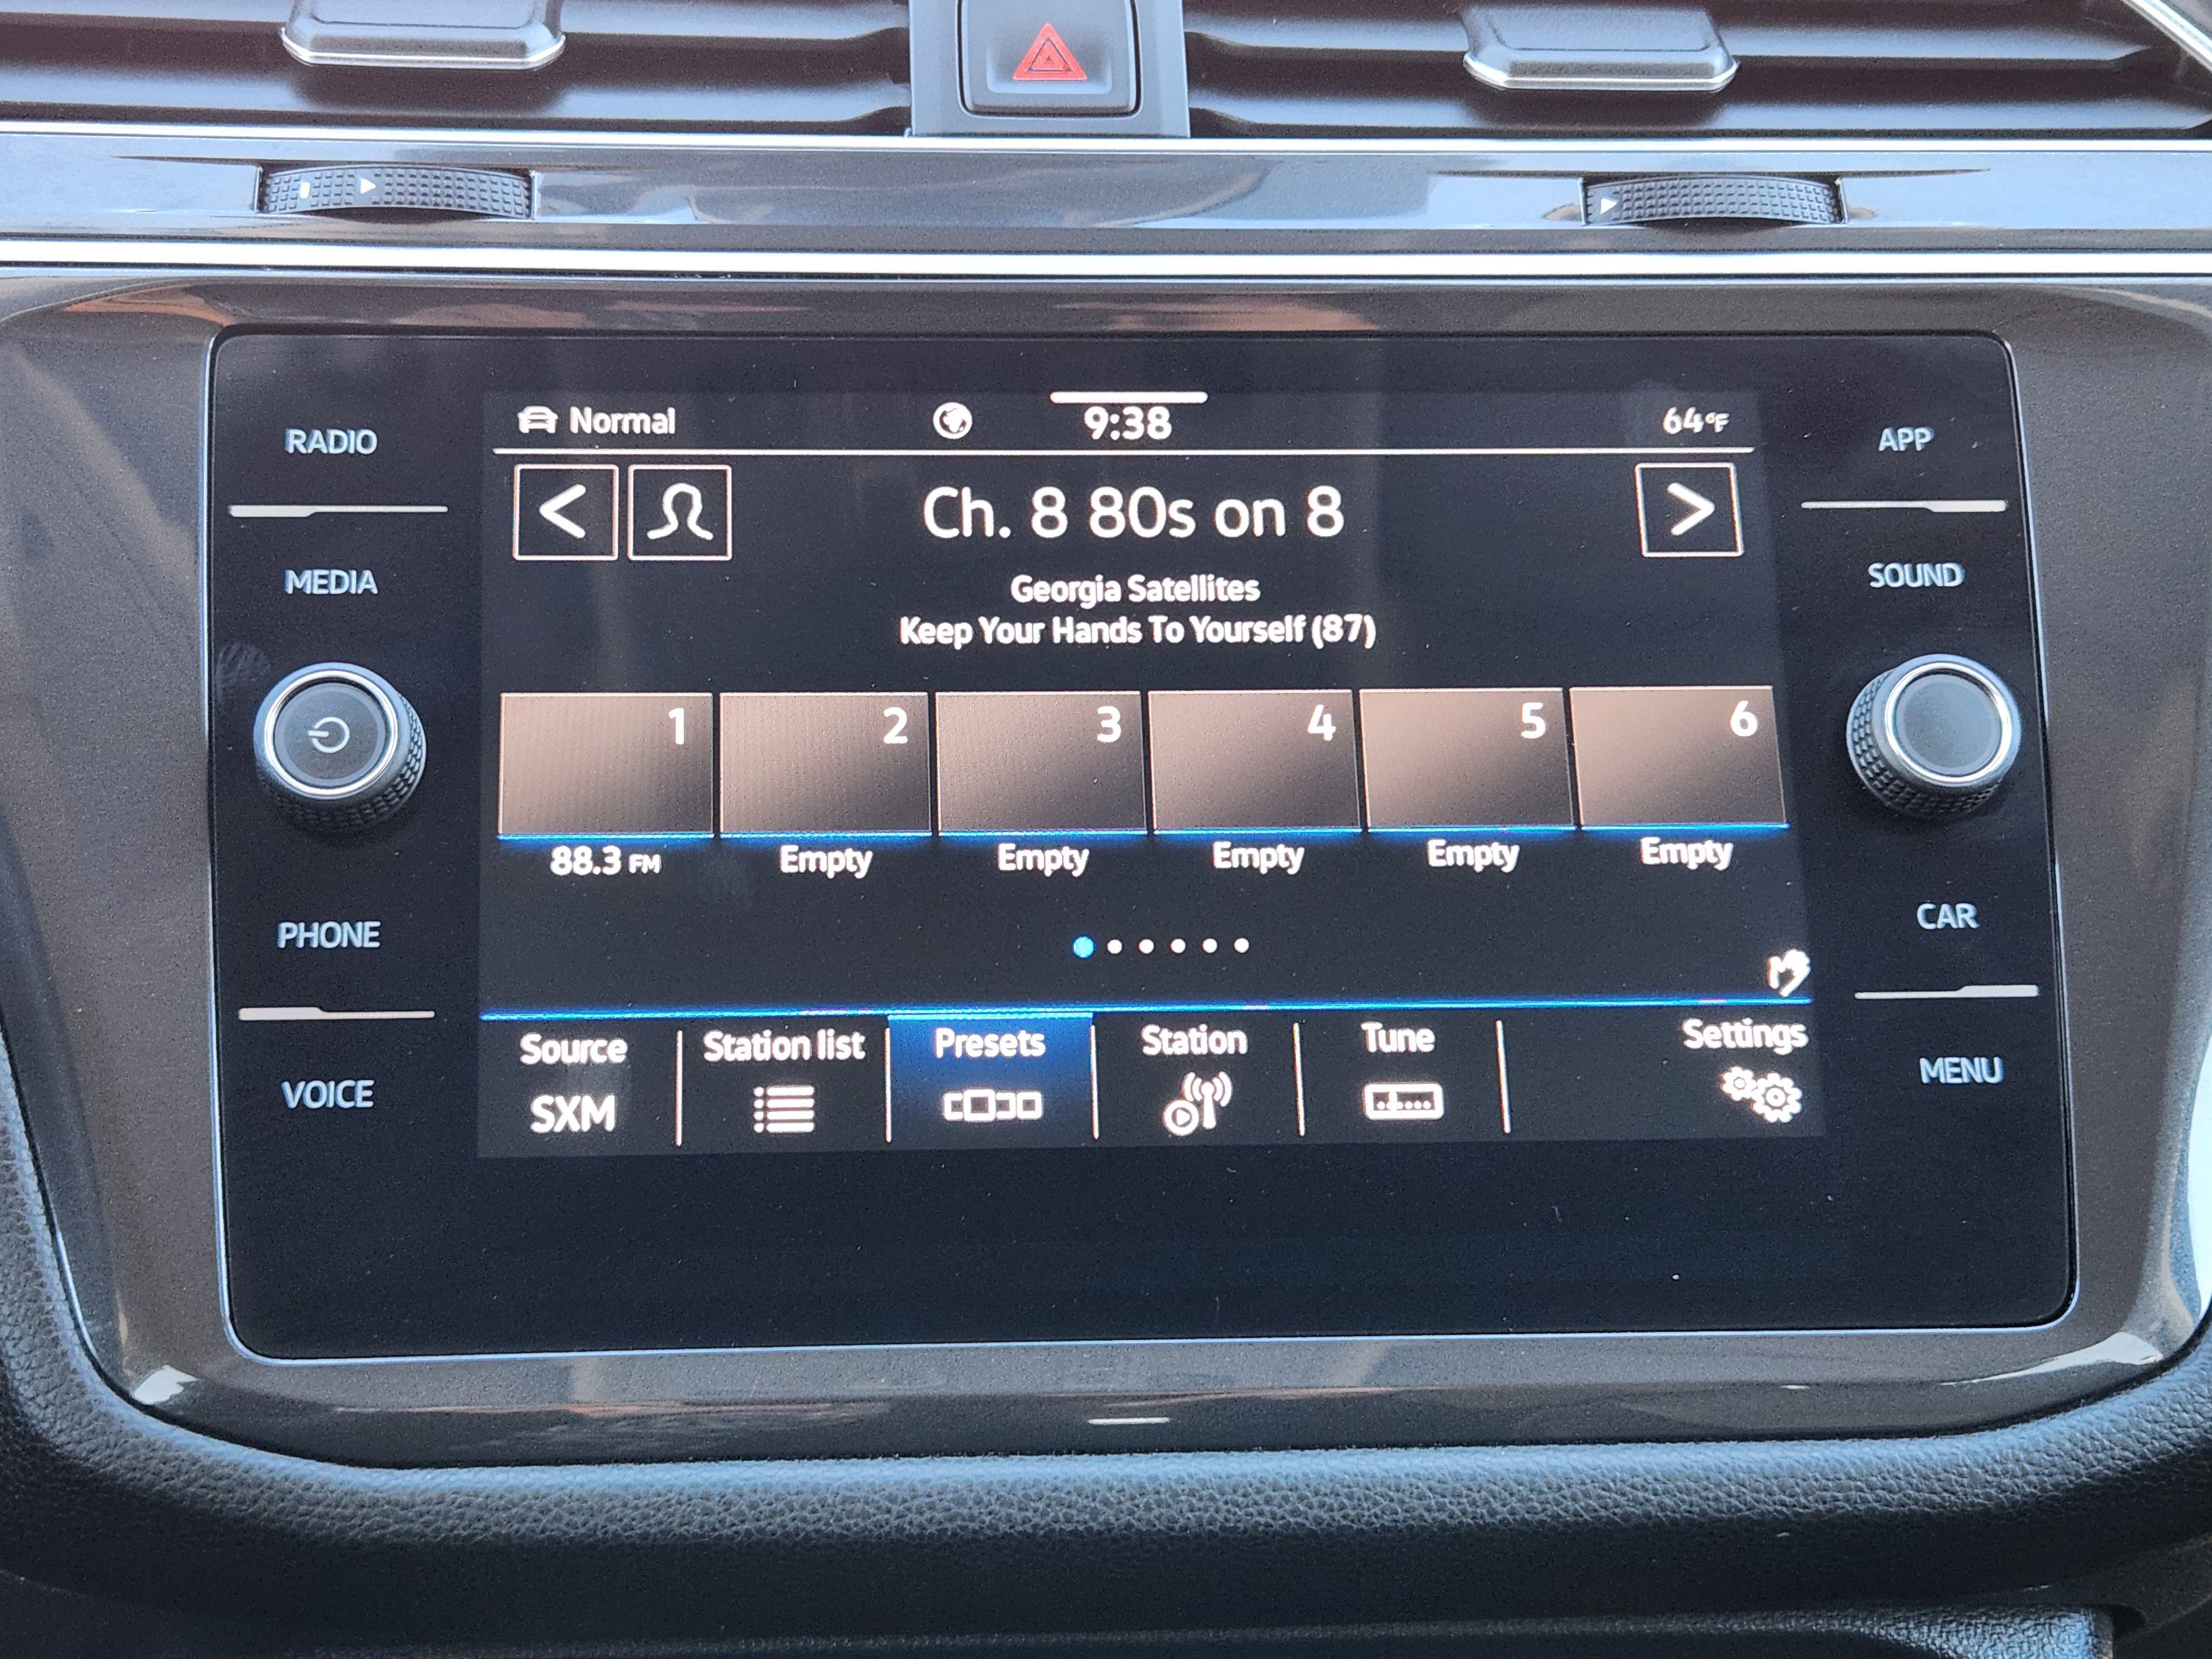 Normal
9:38
64°F
RADIO
APP
Ch. 8 80s on 8
MEDIA
SOUND
Georgia Satellites
Keep Your Hands To Yourself (87)
1 2 3 4 5 6
88.3 FM Empty Empty Empty Empty Empty
PHONE
CAR
Source Station list Presets Station Tune Settings
SXM
VOICE
MENU